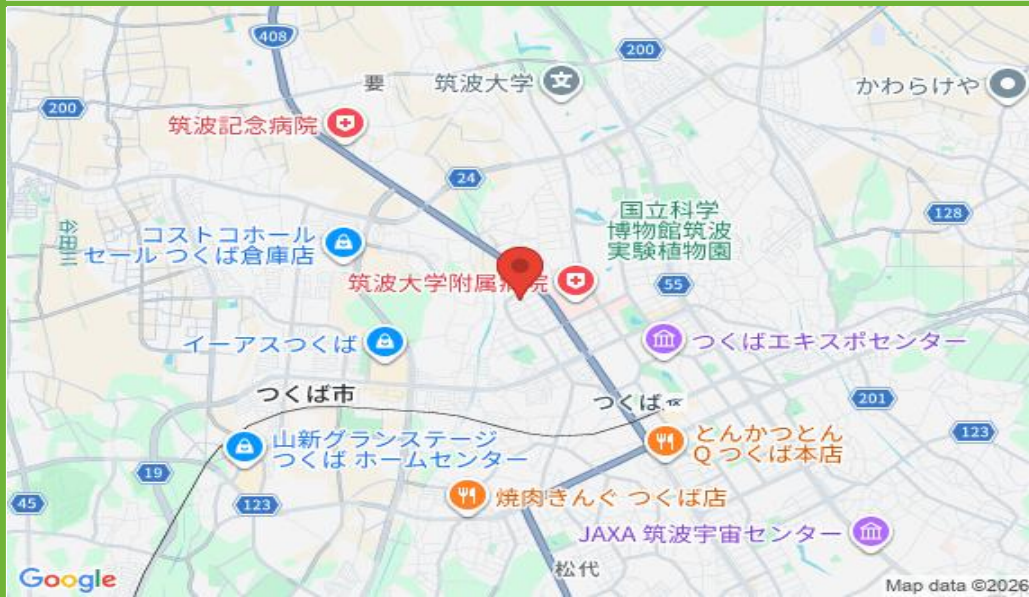 408
200
要
筑波大学
文
かわらけや
200
筑波記念病院
24
国立科学
博物館筑波
実験植物園
128
谷田川
コストコホール
セール つくば倉庫店
筑波大学附属病院
55
イーアスつくば
つくばエキスポセンター
つくば市
つくば
201
とんかつとん
Q つくば本店
123
山新グランステージ
つくば ホームセンター
19
45
123
焼肉きんぐ つくば店
JAXA 筑波宇宙センター
松代
Google
Map data ©2026